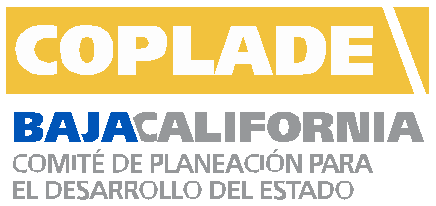 COPLADE
BAJACALIFORNIA
COMITÉ DE PLANEACIÓN PARA
EL DESARROLLO DEL ESTADO